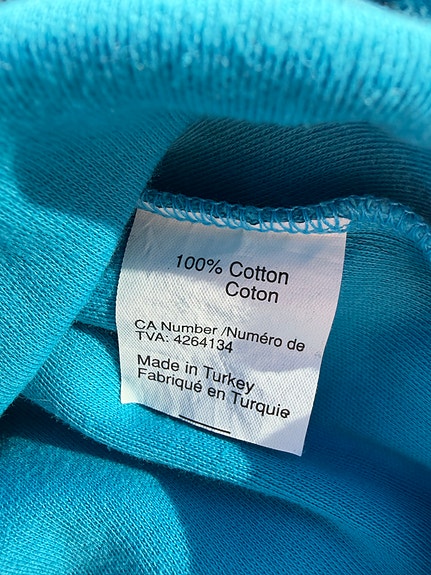 100% Cotton
Coton
CA Number /Numéro de
TVA: 4264134
Made in Turkey
Fabriqué en Turquie